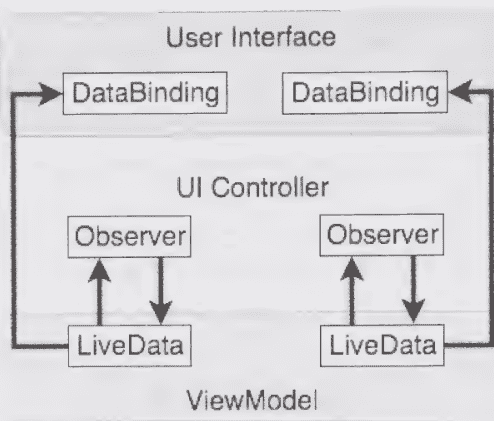 User Interface
DataBinding DataBinding
UI Controller
Observer Observer
LiveData LiveData
ViewModel